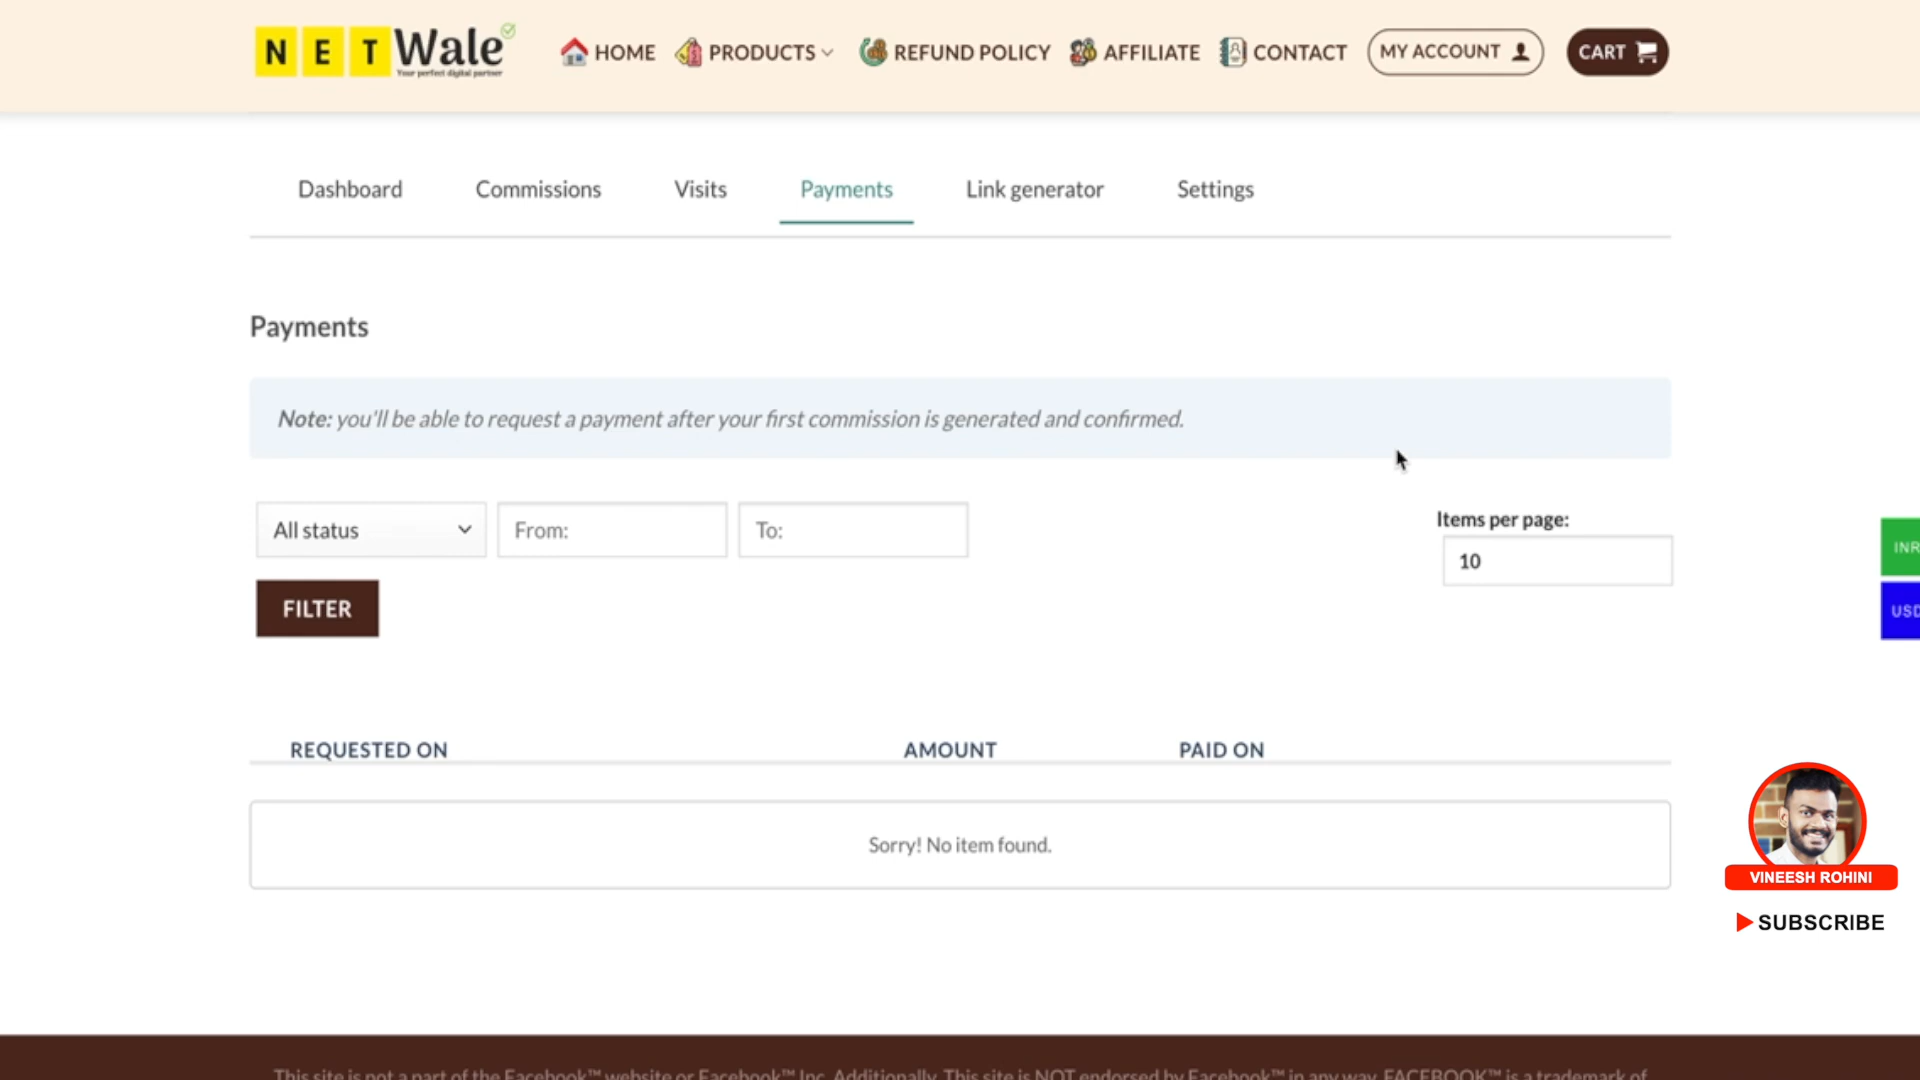 NET Wale
Your perfect digital partner
HOME
PRODUCTS
REFUND POLICY
AFFILIATE
CONTACT
MY ACCOUNT
CART
Dashboard
Commissions
Visits
Payments
Link generator
Settings
Payments
Note: you'll be able to request a payment after your first commission is generated and confirmed.
All status
From:
To:
Items per page:
10
FILTER
INR
USD
REQUESTED ON
AMOUNT
PAID ON
Sorry! No item found.
VINEESH ROHINI
SUBSCRIBE
This site is not a part of the Facebook™ website or Facebook™ Inc. Additionally, This site is NOT endorsed by Facebook™ in any way. FACEBOOK™ is a trademark of